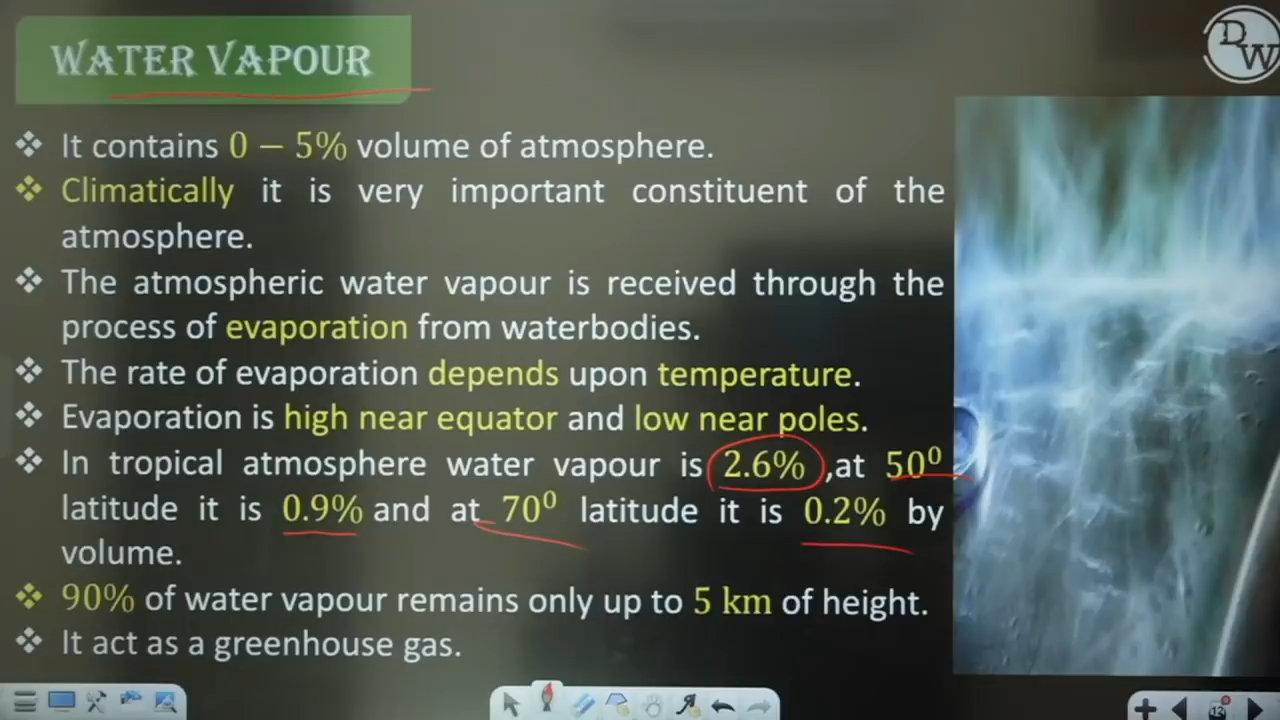 WATER VAPOUR
DW
❖ It contains 0 – 5% volume of atmosphere.
❖ Climatically it is very important constituent of the
atmosphere.
❖ The atmospheric water vapour is received through the
process of evaporation from waterbodies.
❖ The rate of evaporation depends upon temperature.
❖ Evaporation is high near equator and low near poles.
❖ In tropical atmosphere water vapour is 2.6% ,at 50⁰
latitude it is 0.9% and at 70⁰ latitude it is 0.2% by
volume.
❖ 90% of water vapour remains only up to 5 km of height.
❖ It act as a greenhouse gas.